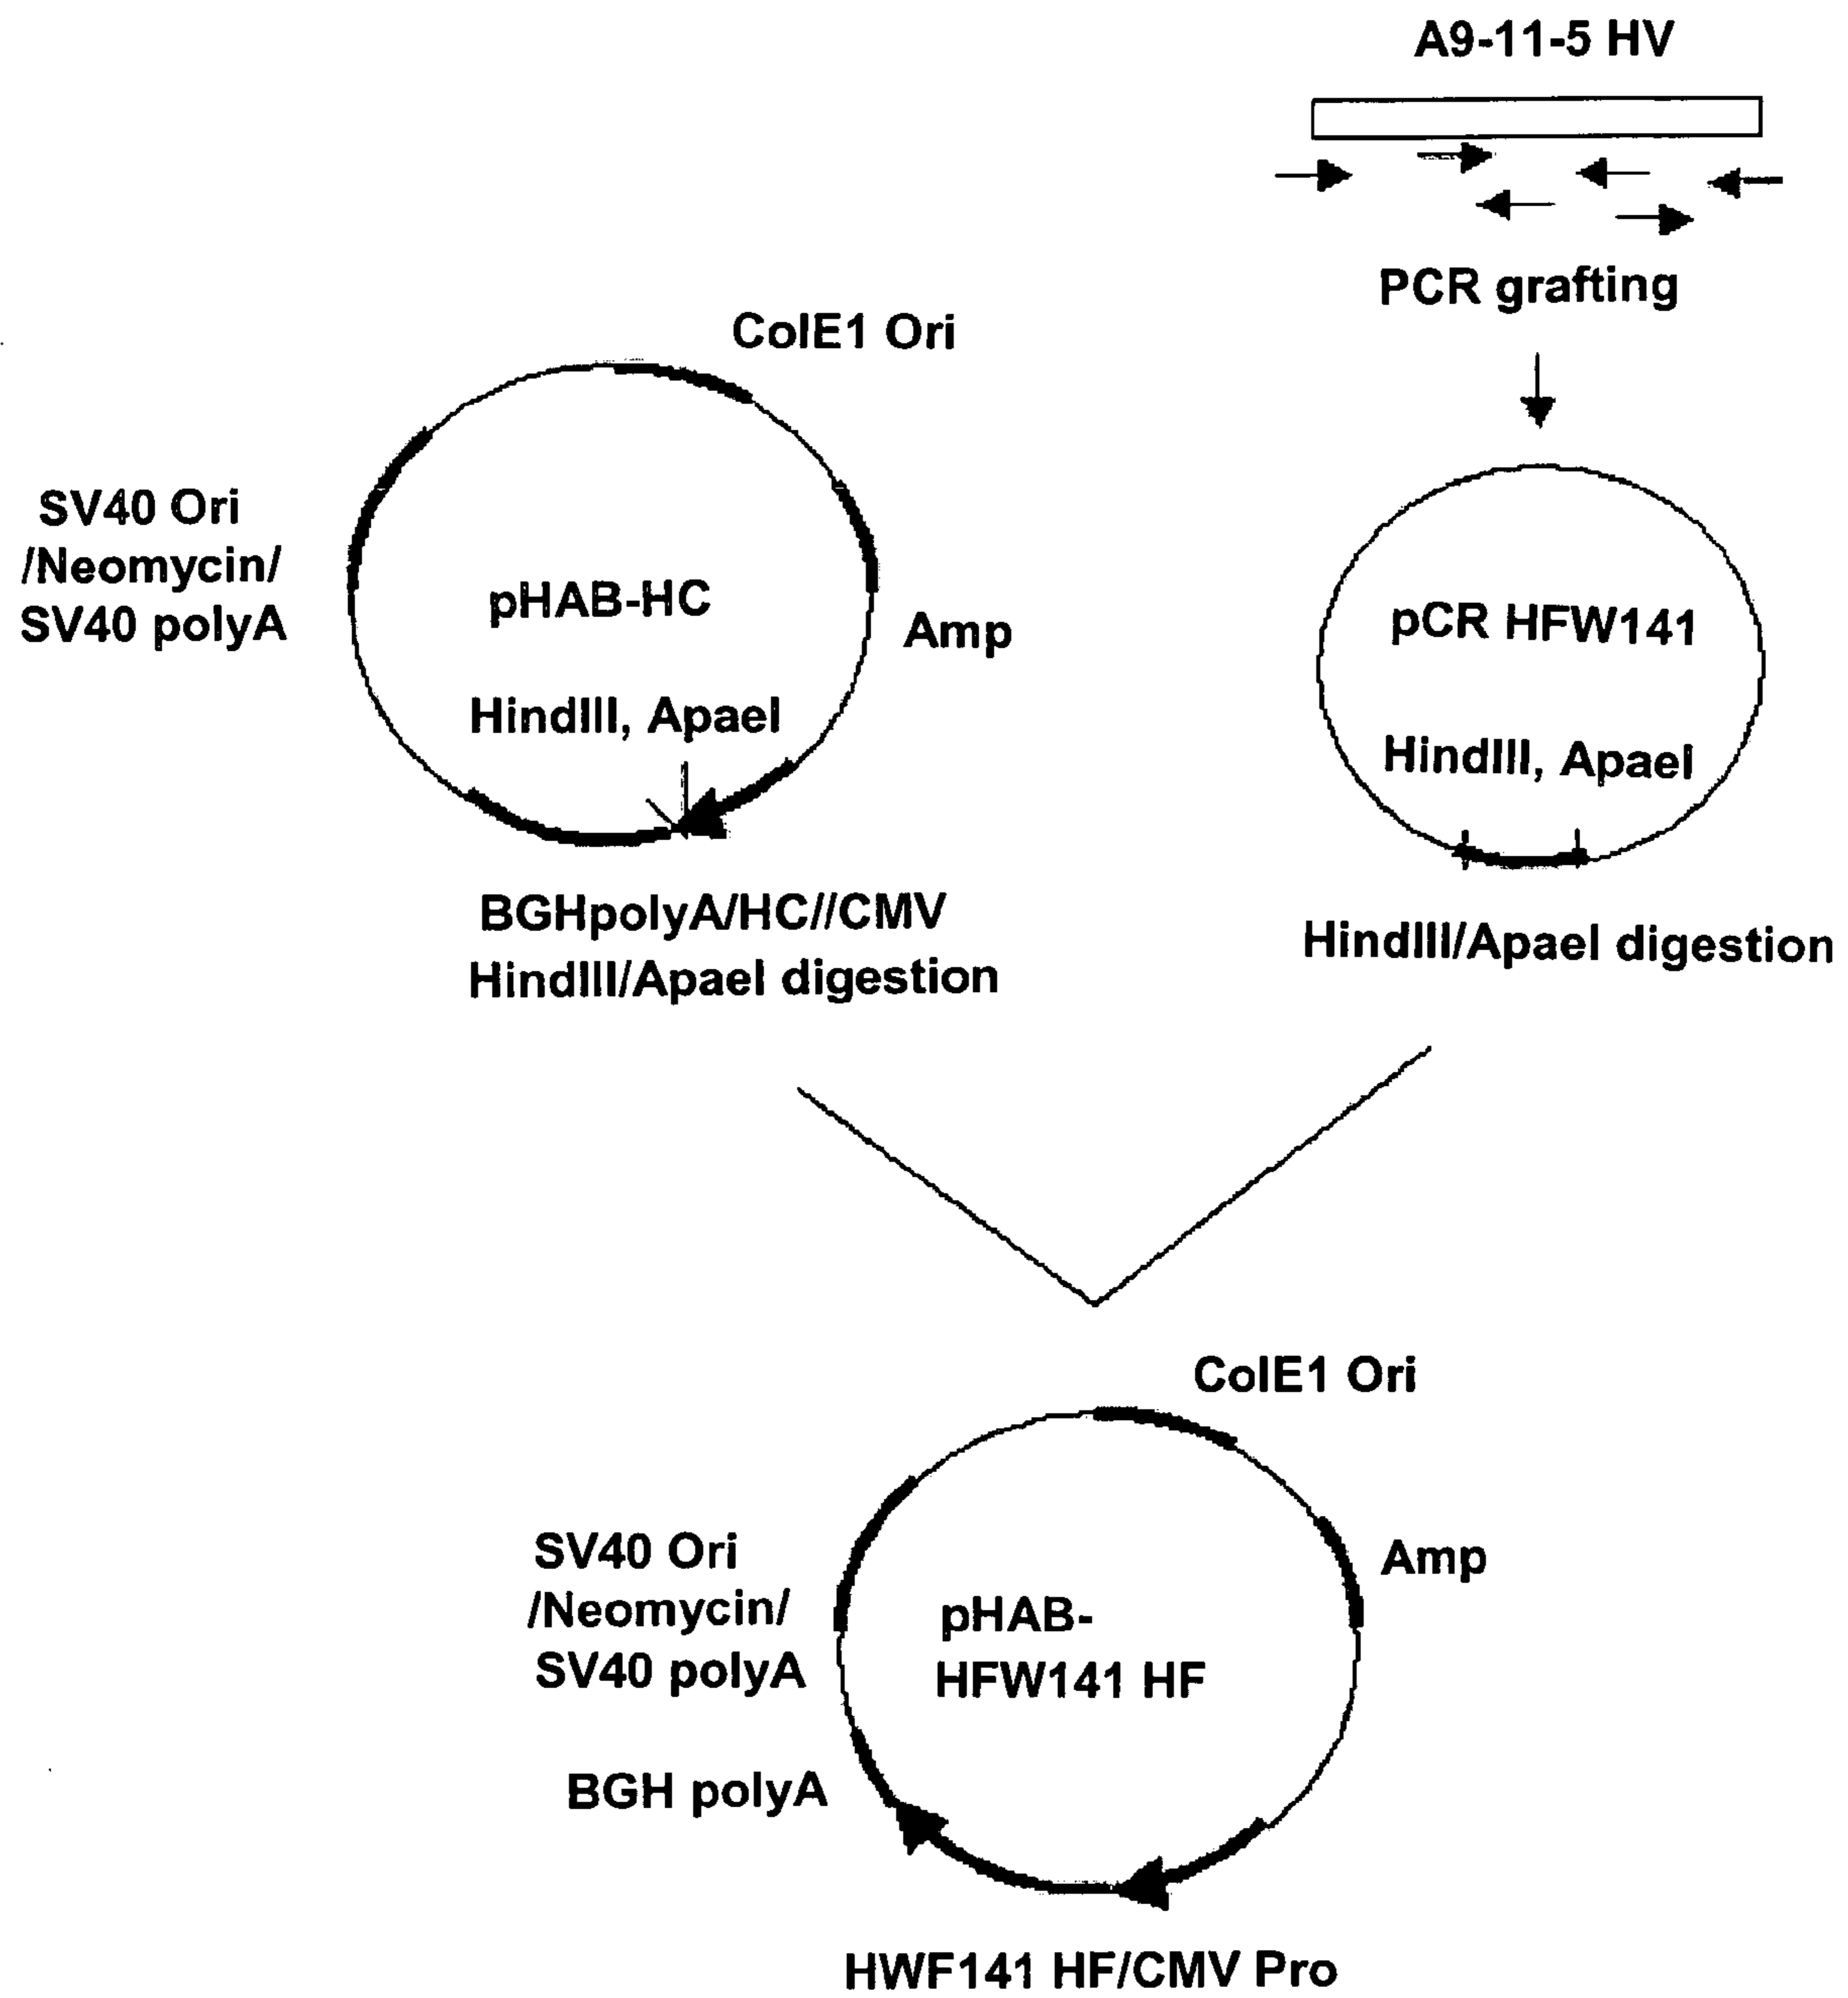 A9-11-5 HV
PCR grafting
ColE1 Ori
SV40 Ori
/Neomycin/
SV40 polyA
pHAB-HC
Amp
HindIII, ApaeI
BGHpolyA/HC//CMV
HindIII/ApaeI digestion
pCR HFW141
HindIII, ApaeI
HindIII/ApaeI digestion
ColE1 Ori
SV40 Ori
/Neomycin/
SV40 polyA
Amp
pHAB-
HFW141 HF
BGH polyA
HWF141 HF/CMV Pro